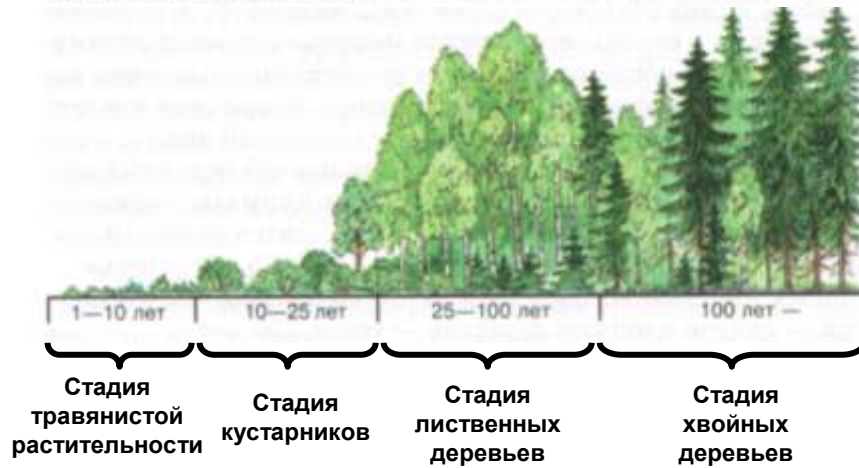 1—10 лет
10—25 лет
25—100 лет
100 лет —
Стадия
травянистой
растительности
Стадия
кустарников
Стадия
лиственных
деревьев
Стадия
хвойных
деревьев